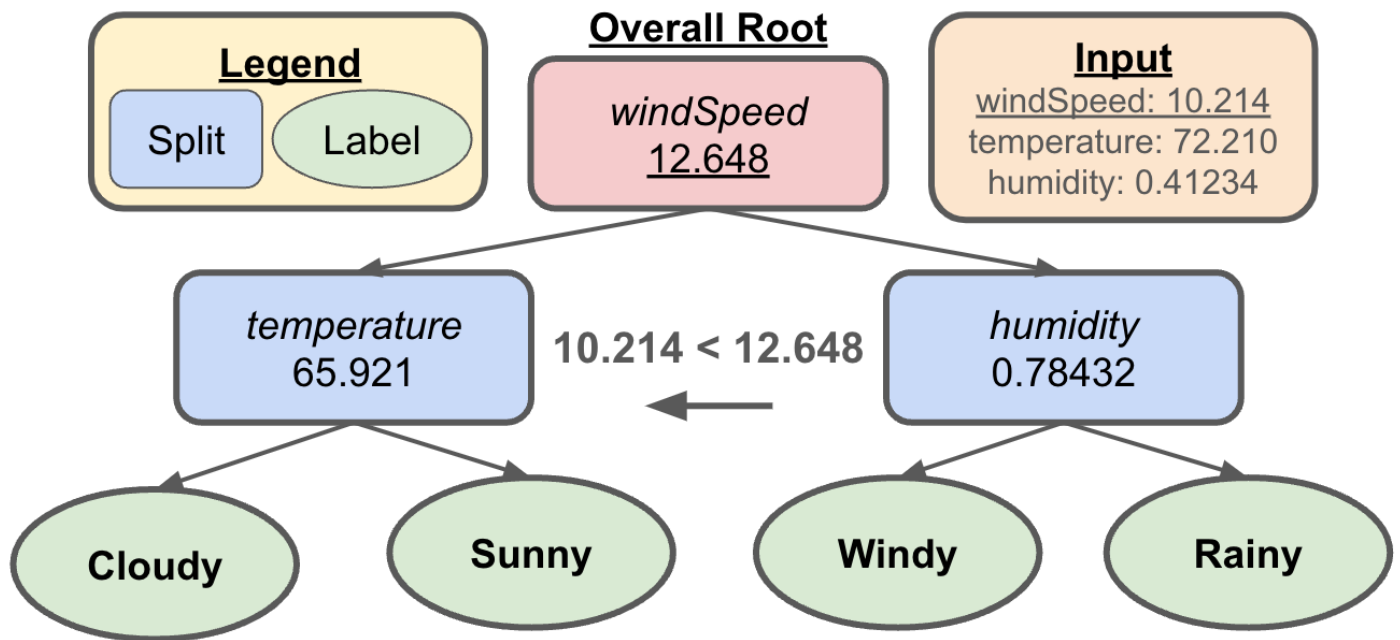 Legend
Split
Label
Overall Root
windSpeed
12.648
Input
windSpeed: 10.214
temperature: 72.210
humidity: 0.41234
temperature
65.921
10.214 < 12.648
humidity
0.78432
Cloudy
Sunny
Windy
Rainy